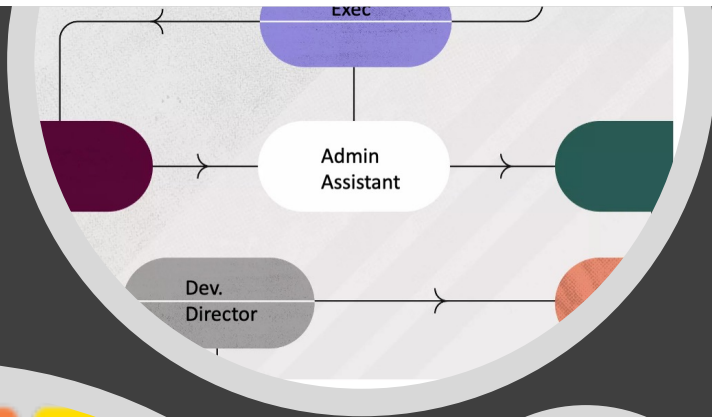 Exec
Admin
Assistant
Dev.
Director